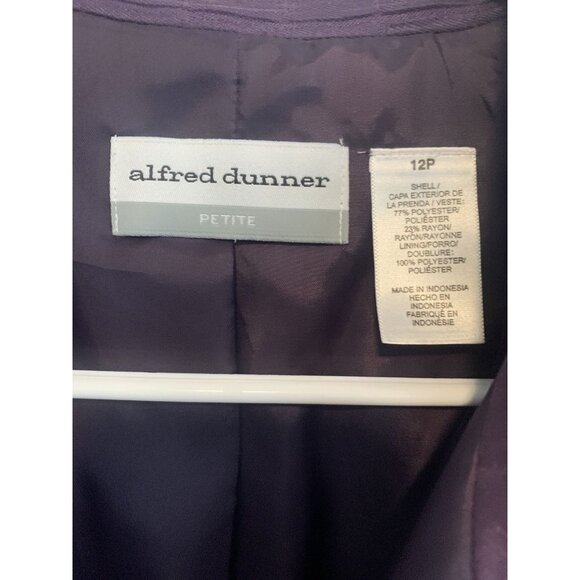 alfred dunner
PETITE
12P
SHELL/
CAPA EXTERIOR DE
LA PRENDA / VESTE:
77% POLYESTER/
POLIÉSTER
23% RAYON/
RAYÓN/RAYONNE
LINING/FORRO/
DOUBLURE:
100% POLYESTER/
POLIÉSTER
MADE IN INDONESIA
HECHO EN
INDONESIA
FABRIQUÉ EN
INDONÉSIE